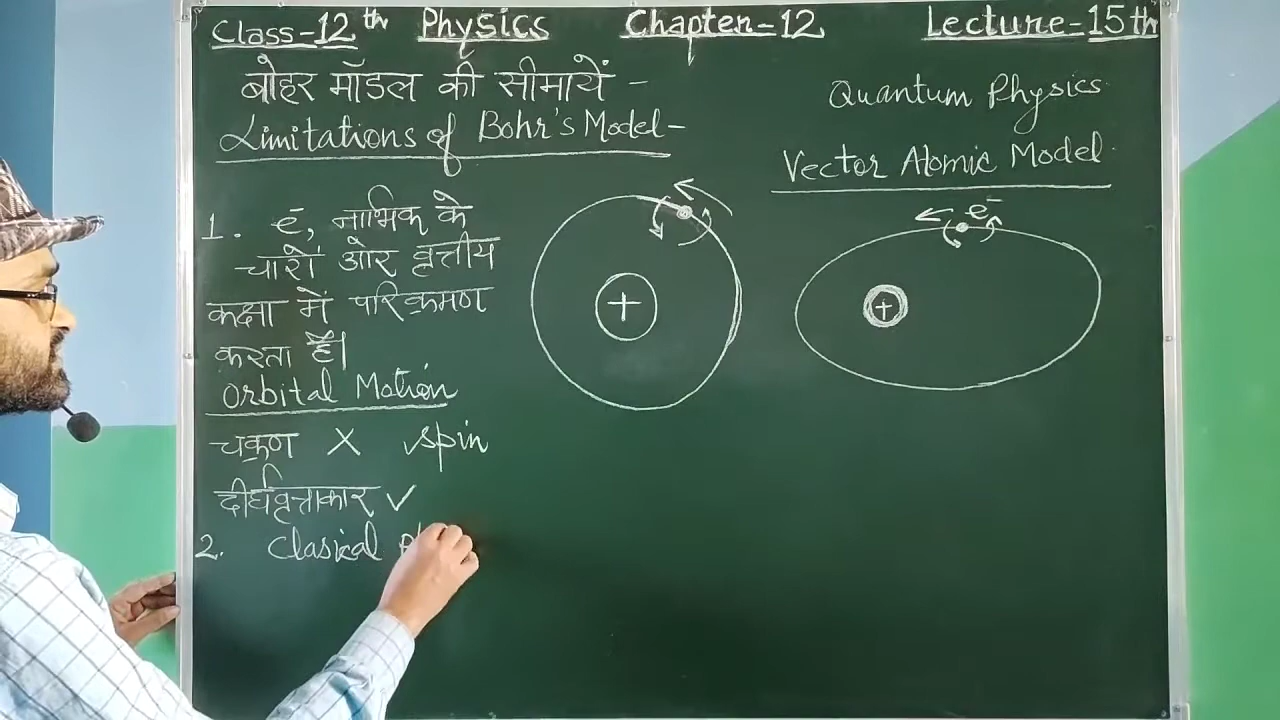 Class-12th Physics Chapter-12 Lecture-15th
बोहर मॉडल की सीमायें -
Limitations of Bohr's Model-
1. e-, नाभिक के
चारों ओर वृत्तीय
कक्षा में परिक्रमण
करता है।
Orbital Motion
चक्रण X spin
दीर्घवृत्ताकार ✓
2. Clasical
+
Quantum Physics
Vector Atomic Model
e-
+